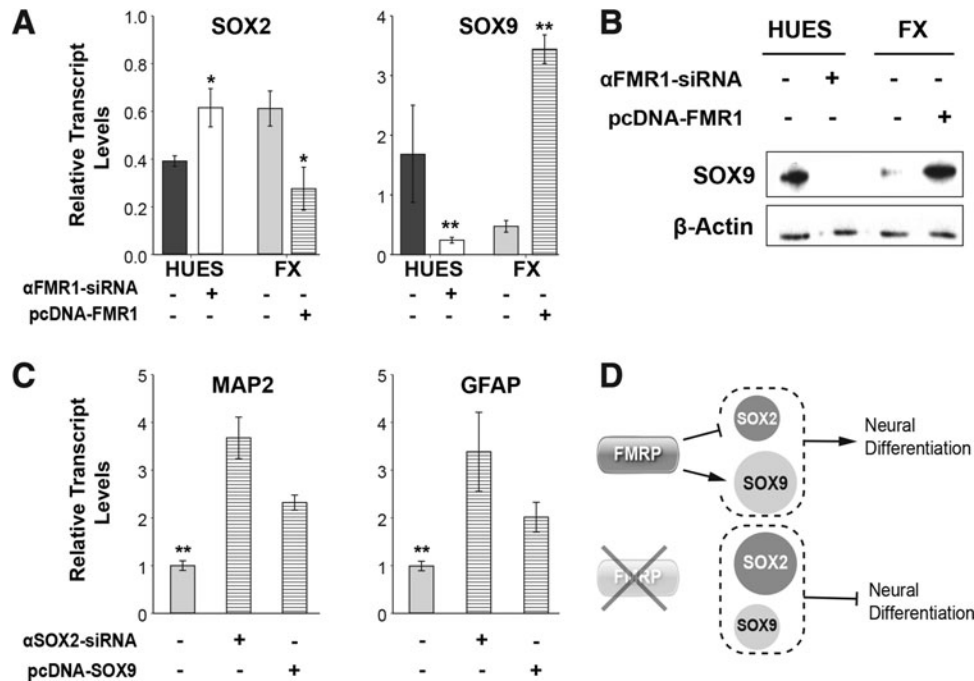 A
SOX2
SOX9
Relative Transcript
Levels
1.0
0.8
0.6
0.4
0.2
0.0
*
*
4
3
2
1
0
**
**
HUES FX
HUES FX
αFMR1-siRNA - + - - - + - -
pcDNA-FMR1 - - - + - - - +
B
HUES FX
αFMR1-siRNA - + - -
pcDNA-FMR1 - - - +
SOX9
β-Actin
C
MAP2
GFAP
Relative Transcript
Levels
5
4
3
2
1
0
**
5
4
3
2
1
0
**
αSOX2-siRNA - + - - + -
pcDNA-SOX9 - - + - - +
D
FMRP
SOX2
SOX9
Neural
Differentiation
FMRP
SOX2
SOX9
Neural
Differentiation